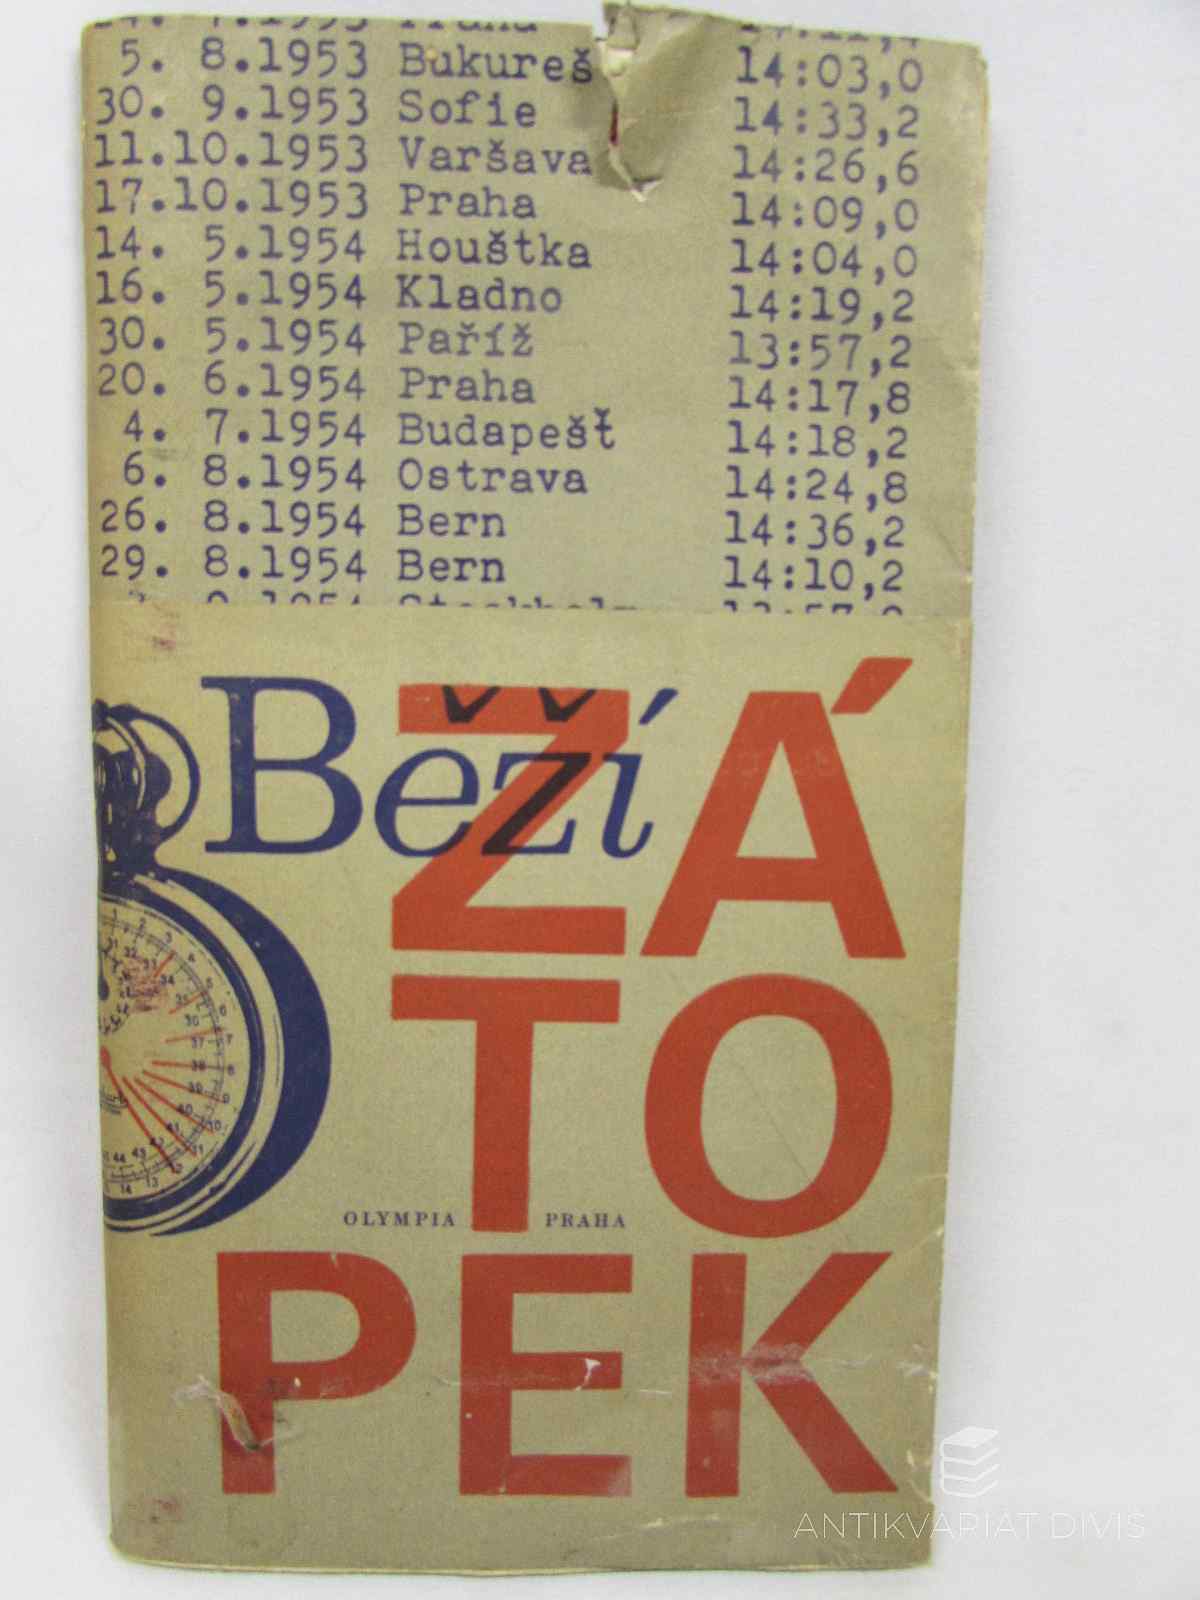 5. 8.1953 Bukureš 14:03,0
30. 9.1953 Sofie 14:33,2
11.10.1953 Varšava 14:26,6
17.10.1953 Praha 14:09,0
14. 5.1954 Houštka 14:04,0
16. 5.1954 Kladno 14:19,2
30. 5.1954 Paříž 13:57,2
20. 6.1954 Praha 14:17,8
4. 7.1954 Budapešť 14:18,2
6. 8.1954 Ostrava 14:24,8
26. 8.1954 Bern 14:36,2
29. 8.1954 Bern 14:10,2
Běží
ZÁ
TO
PEK
OLYMPIA PRAHA
ANTIKVARIAT DIVIS